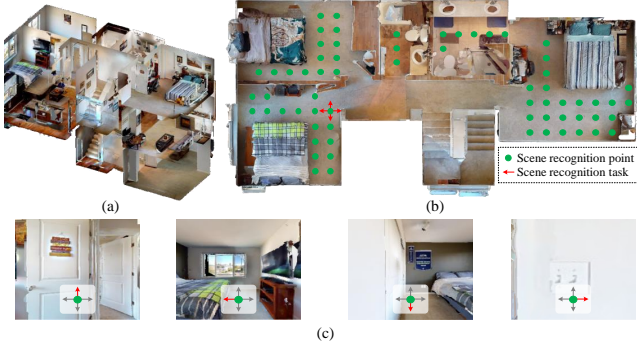 (a)
(b)
Scene recognition point
Scene recognition task
(c)